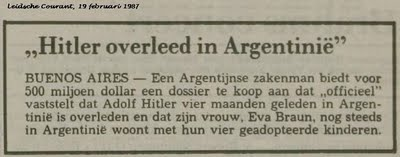 Leidsche Courant, 19 februari 1987
„Hitler overleed in Argentinië”
BUENOS AIRES — Een Argentijnse zakenman biedt voor
500 miljoen dollar een dossier te koop aan dat „officieel”
vaststelt dat Adolf Hitler vier maanden geleden in Argen-
tinië is overleden en dat zijn vrouw, Eva Braun, nog steeds
in Argentinië woont met hun vier geadopteerde kinderen.